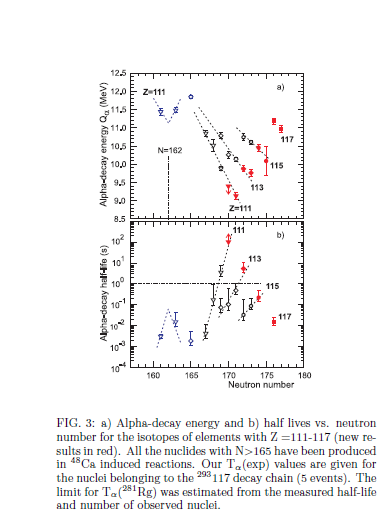 12.5
12.0
11.5
11.0
10.5
10.0
9.5
9.0
8.5
Alpha-decay energy Qα (MeV)
a)
Z=111
N=162
117
115
113
Z=111
b)
10²
10¹
10⁰
10⁻¹
10⁻²
10⁻³
10⁻⁴
Alpha-decay half-life (s)
111
113
115
117
160 165 170 175 180
Neutron number
FIG. 3: a) Alpha-decay energy and b) half lives vs. neutron
number for the isotopes of elements with Z =111-117 (new re-
sults in red). All the nuclides with N>165 have been produced
in ⁴⁸Ca induced reactions. Our Tα(exp) values are given for
the nuclei belonging to the ²⁹³117 decay chain (5 events). The
limit for Tα(²⁸¹Rg) was estimated from the measured half-life
and number of observed nuclei.